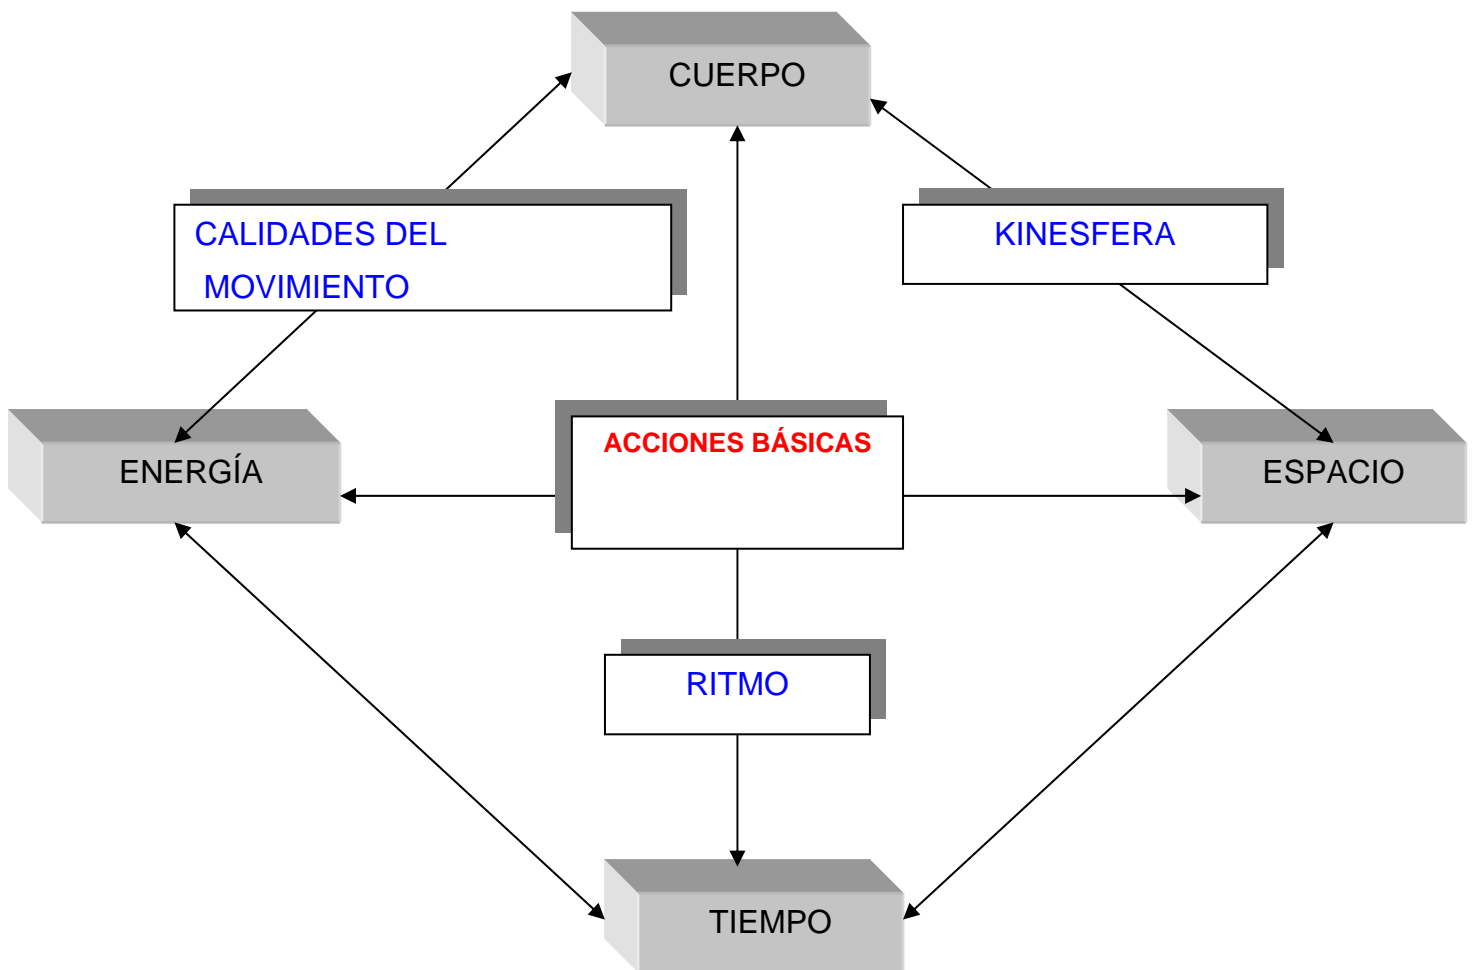 CUERPO
CALIDADES DEL
MOVIMIENTO
KINESFERA
ACCIONES BÁSICAS
ENERGÍA
ESPACIO
RITMO
TIEMPO